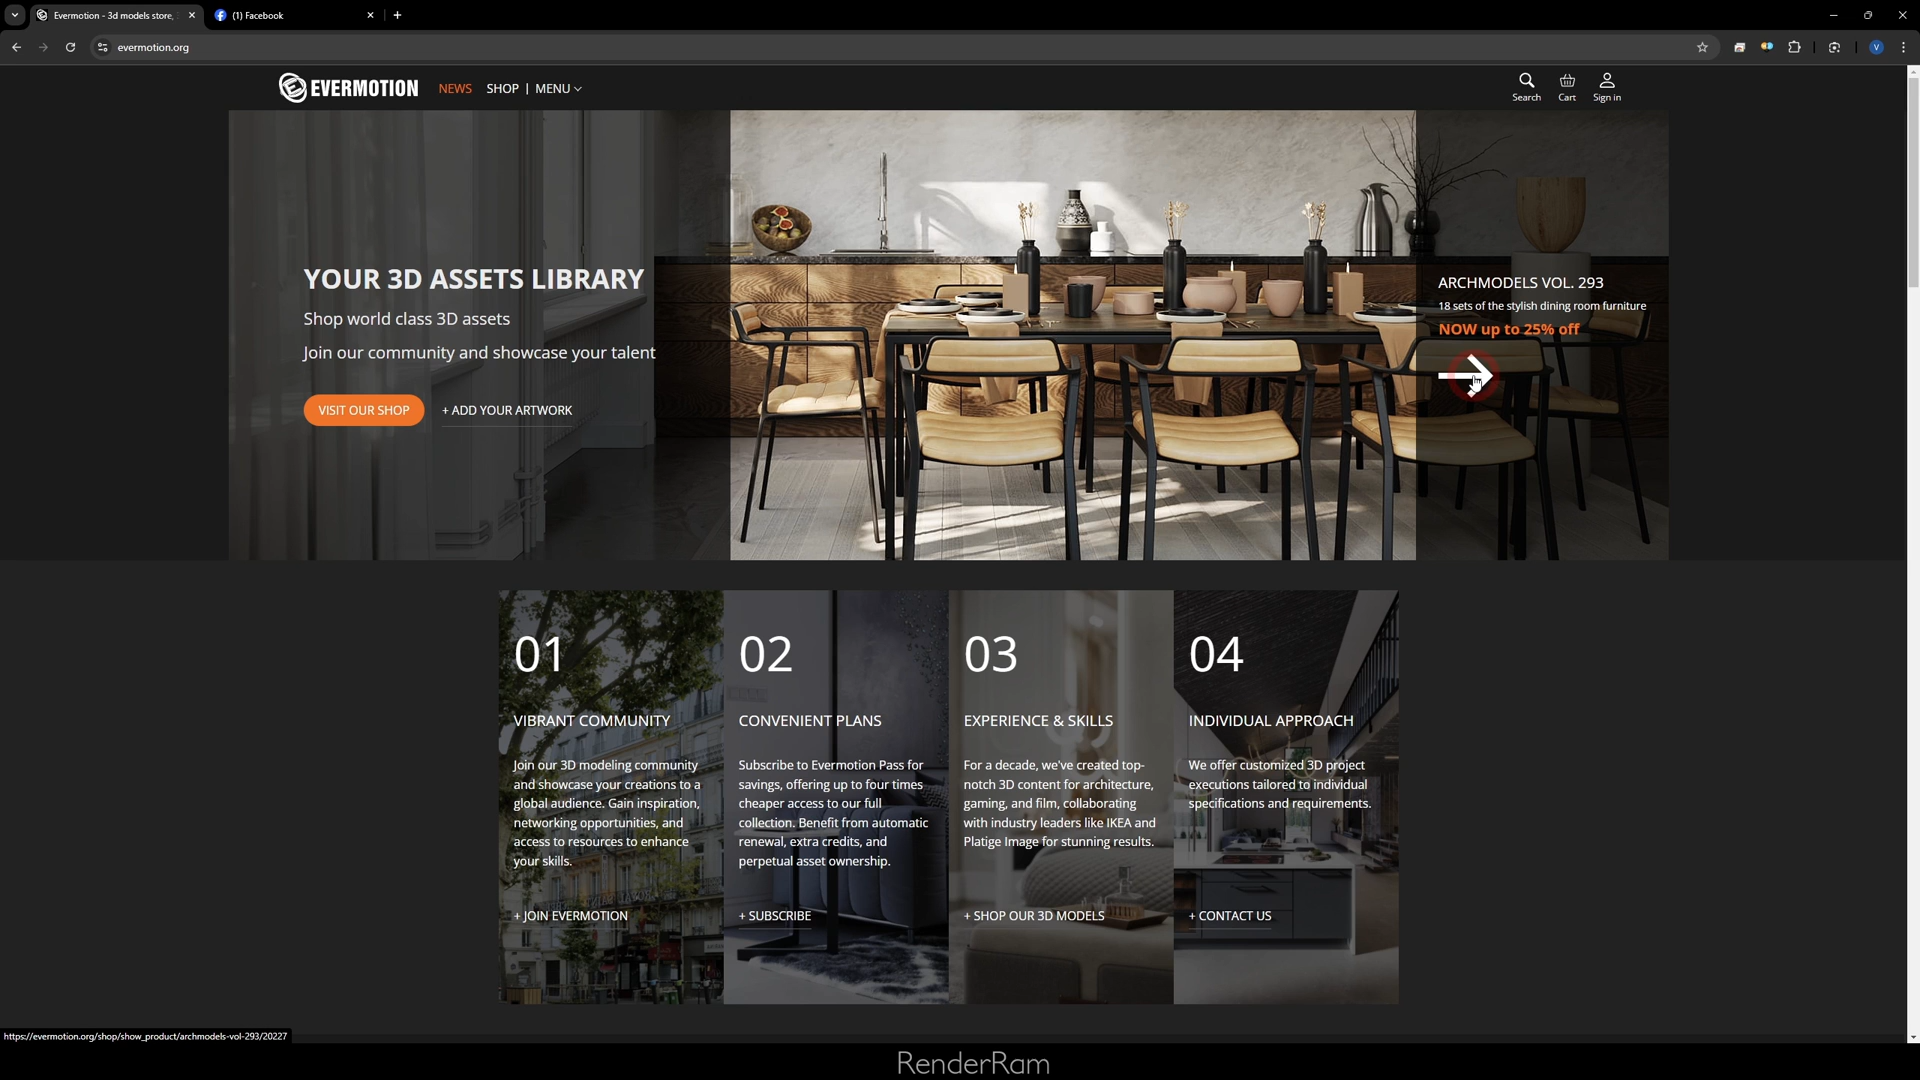 Evermotion - 3d models store,
(1) Facebook
evermotion.org
V
EVERMOTION
NEWS SHOP | MENU
Search Cart Sign in
YOUR 3D ASSETS LIBRARY
Shop world class 3D assets
Join our community and showcase your talent
VISIT OUR SHOP + ADD YOUR ARTWORK
ARCHMODELS VOL. 293
18 sets of the stylish dining room furniture
NOW up to 25% off
01
VIBRANT COMMUNITY
Join our 3D modeling community
and showcase your creations to a
global audience. Gain inspiration,
networking opportunities, and
access to resources to enhance
your skills.
+ JOIN EVERMOTION
02
CONVENIENT PLANS
Subscribe to Evermotion Pass for
savings, offering up to four times
cheaper access to our full
collection. Benefit from automatic
renewal, extra credits, and
perpetual asset ownership.
+ SUBSCRIBE
03
EXPERIENCE & SKILLS
For a decade, we've created top-
notch 3D content for architecture,
gaming, and film, collaborating
with industry leaders like IKEA and
Platige Image for stunning results.
+ SHOP OUR 3D MODELS
04
INDIVIDUAL APPROACH
We offer customized 3D project
executions tailored to individual
specifications and requirements.
+ CONTACT US
https://evermotion.org/shop/show_product/archmodels-vol-293/20227
RenderRam